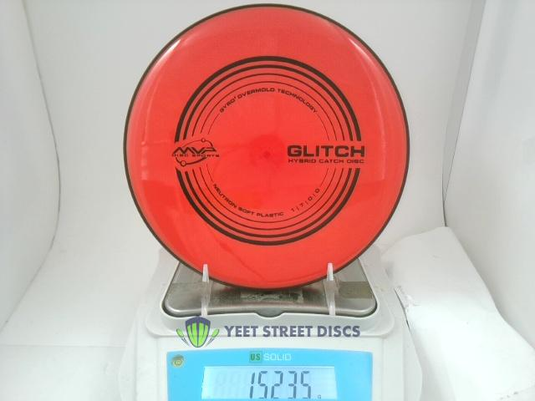 GYRO® OVERMOLD TECHNOLOGY
MVP
DISC SPORTS
GLITCH
HYBRID CATCH DISC
NEUTRON SOFT PLASTIC 1 | 7 | 0 | 0
YEET STREET DISCS
US SOLID
152.35 g